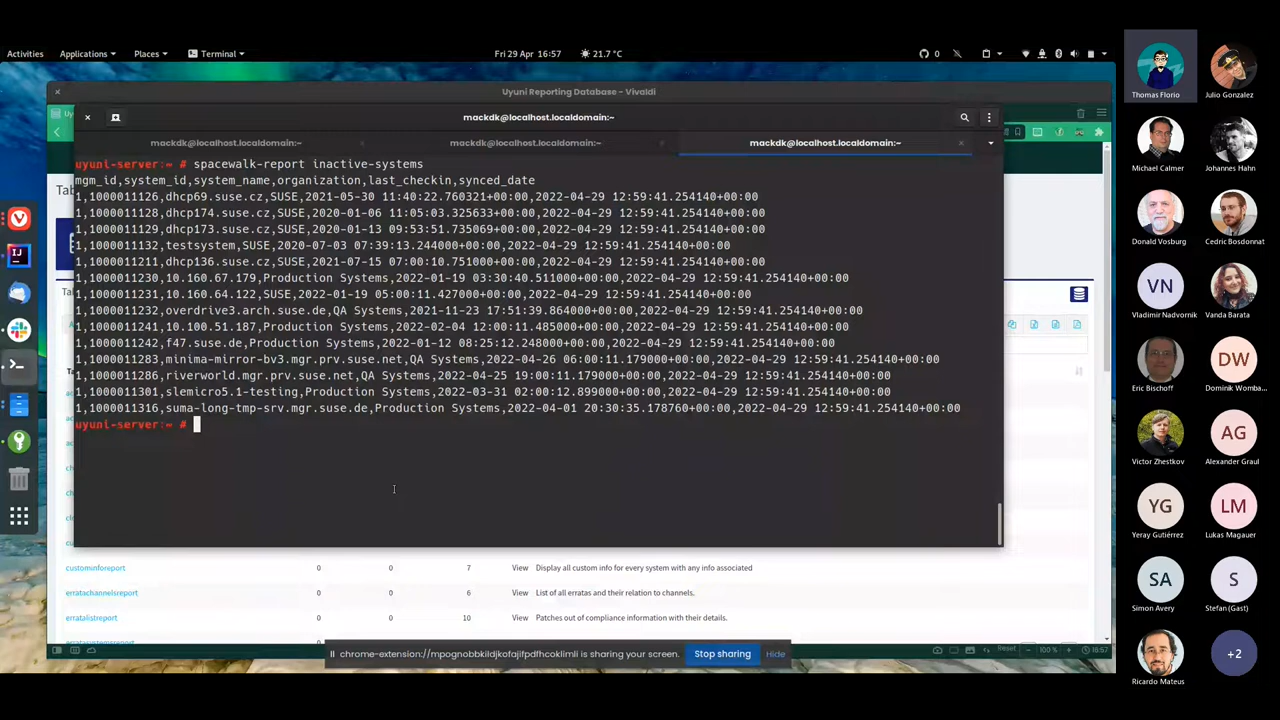 Activities Applications Places Terminal Fri 29 Apr 16:57 21.7 °C 0
Uyuni Reporting Database - Vivaldi
mackdk@localhost.localdomain:~
mackdk@localhost.localdomain:~ mackdk@localhost.localdomain:~ mackdk@localhost.localdomain:~
uyuni-server:~ # spacewalk-report inactive-systems
mgm_id,system_id,system_name,organization,last_checkin,synced_date
1,1000011126,dhcp69.suse.cz,SUSE,2021-05-30 11:40:22.760321+00:00,2022-04-29 12:59:41.254140+00:00
1,1000011128,dhcp174.suse.cz,SUSE,2020-01-06 11:05:03.325633+00:00,2022-04-29 12:59:41.254140+00:00
1,1000011129,dhcp173.suse.cz,SUSE,2020-01-13 09:53:51.735069+00:00,2022-04-29 12:59:41.254140+00:00
1,1000011132,testsystem,SUSE,2020-07-03 07:39:13.244000+00:00,2022-04-29 12:59:41.254140+00:00
1,1000011211,dhcp136.suse.cz,SUSE,2021-07-15 07:00:10.751000+00:00,2022-04-29 12:59:41.254140+00:00
1,1000011230,10.160.67.179,Production Systems,2022-01-19 03:30:40.511000+00:00,2022-04-29 12:59:41.254140+00:00
1,1000011231,10.160.64.122,SUSE,2022-01-19 05:00:11.427000+00:00,2022-04-29 12:59:41.254140+00:00
1,1000011232,overdrive3.arch.suse.de,QA Systems,2021-11-23 17:51:39.864000+00:00,2022-04-29 12:59:41.254140+00:00
1,1000011241,10.100.51.187,Production Systems,2022-02-04 12:00:11.485000+00:00,2022-04-29 12:59:41.254140+00:00
1,1000011242,f47.suse.de,Production Systems,2022-01-12 08:25:12.248000+00:00,2022-04-29 12:59:41.254140+00:00
1,1000011283,minima-mirror-bv3.mgr.prv.suse.net,QA Systems,2022-04-26 06:00:11.179000+00:00,2022-04-29 12:59:41.254140+00:00
1,1000011286,riverworld.mgr.prv.suse.net,QA Systems,2022-04-25 19:00:11.179000+00:00,2022-04-29 12:59:41.254140+00:00
1,1000011301,slemicro5.1-testing,Production Systems,2022-03-31 02:00:12.899000+00:00,2022-04-29 12:59:41.254140+00:00
1,1000011316,suma-long-tmp-srv.mgr.suse.de,Production Systems,2022-04-01 20:30:35.178760+00:00,2022-04-29 12:59:41.254140+00:00
uyuni-server:~ #
custominforeport 0 0 7 View Display all custom info for every system with any info associated
erratachannelsreport 0 0 6 View List of all erratas and their relation to channels.
erratalistreport 0 0 10 View Patches out of compliance information with their details.
chrome-extension://mpognobbkildjkofajifpdfhcoklimli is sharing your screen. Stop sharing Hide
Reset 100 % 16:57
Thomas Florio Julio Gonzalez
Michael Calmer Johannes Hahn
Donald Vosburg Cedric Bosdonnat
VN
Vladimir Nadvornik Vanda Barata
DW
Eric Bischoff Dominik Womba...
AG
Victor Zhestkov Alexander Graul
YG LM
Yeray Gutiérrez Lukas Magauer
SA S
Simon Avery Stefan (Gast)
+2
Ricardo Mateus